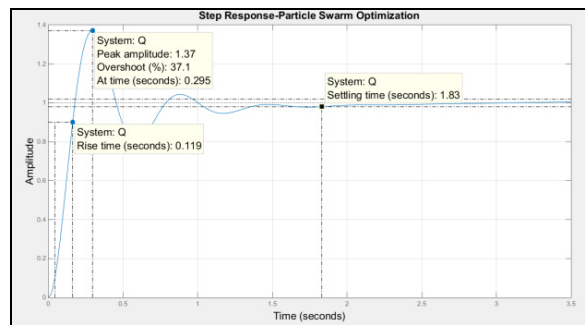 Step Response-Particle Swarm Optimization
1.4
System: Q
Peak amplitude: 1.37
Overshoot (%): 37.1
At time (seconds): 0.295
1.2
System: Q
Settling time (seconds): 1.83
1
System: Q
Rise time (seconds): 0.119
0.8
Amplitude
0.6
0.4
0.2
0
0
0.5
1
1.5
2
2.5
3
3.5
Time (seconds)